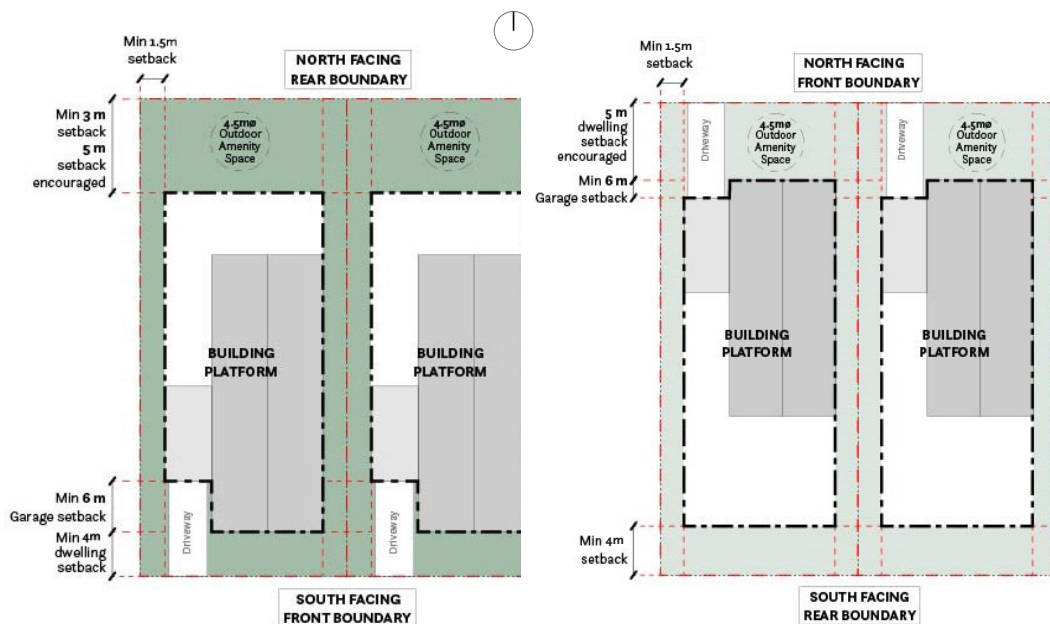 Min 1.5m
setback
NORTH FACING
REAR BOUNDARY
Min 3 m
setback
5 m
setback
encouraged
4.5mø
Outdoor
Amenity
Space
4.5mø
Outdoor
Amenity
Space
BUILDING
PLATFORM
BUILDING
PLATFORM
Min 6 m
Garage setback
Min 4m
dwelling
setback
Driveway
Driveway
SOUTH FACING
FRONT BOUNDARY
Min 1.5m
setback
NORTH FACING
FRONT BOUNDARY
5 m
dwelling
setback
encouraged
Min 6 m
Garage setback
Driveway
4.5mø
Outdoor
Amenity
Space
Driveway
4.5mø
Outdoor
Amenity
Space
BUILDING
PLATFORM
BUILDING
PLATFORM
Min 4m
setback
SOUTH FACING
REAR BOUNDARY